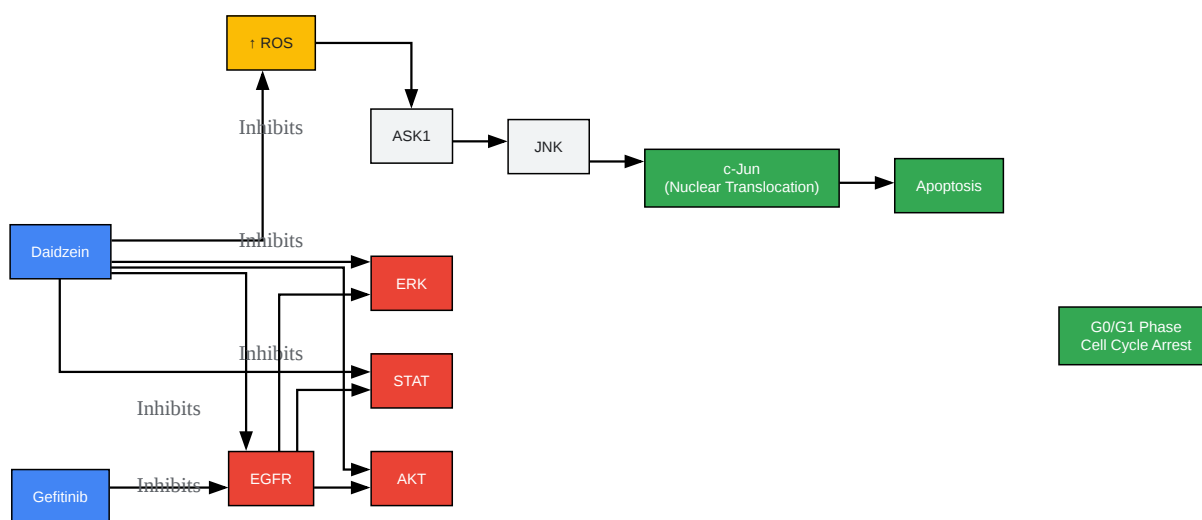 ↑ ROS
Inhibits
ASK1
JNK
c-Jun
(Nuclear Translocation)
Apoptosis
Inhibits
Daidzein
ERK
G0/G1 Phase
Cell Cycle Arrest
Inhibits
STAT
Inhibits
EGFR
AKT
Inhibits
Gefitinib